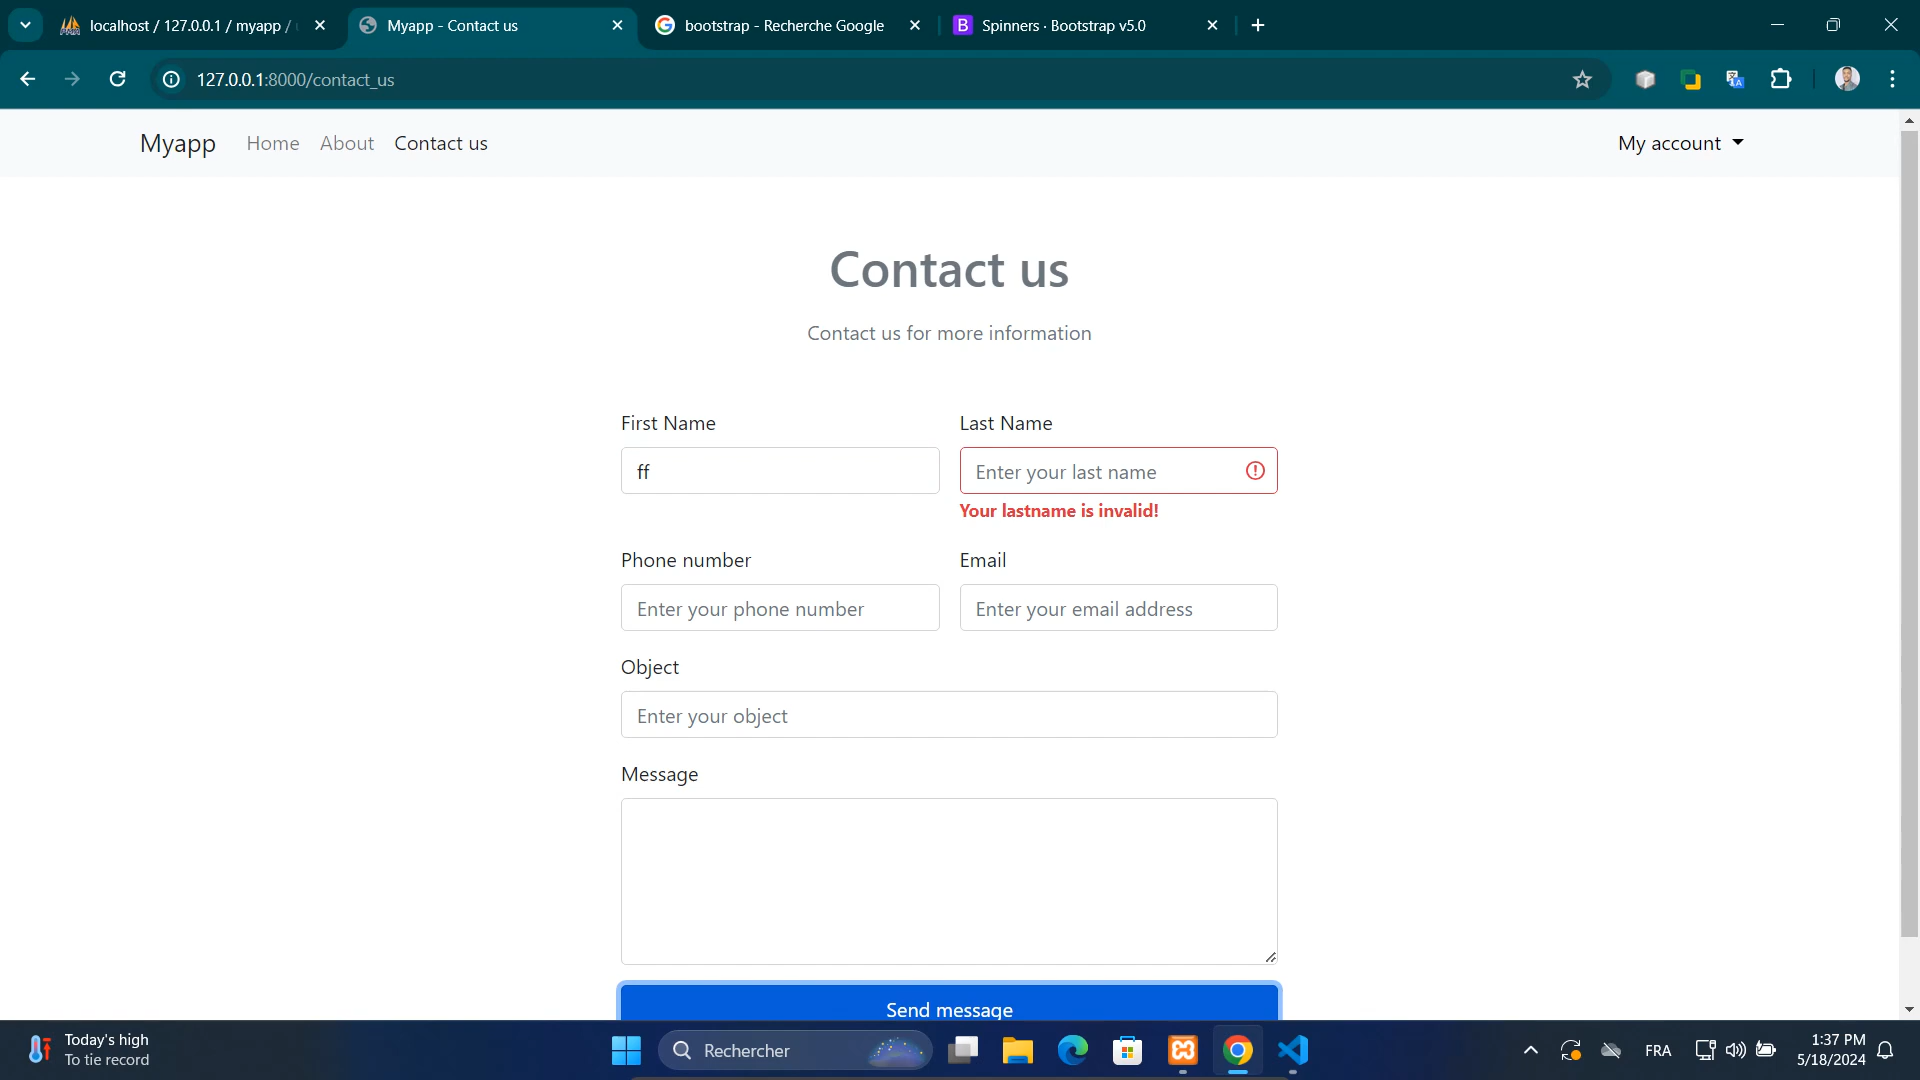 localhost / 127.0.0.1 / myapp /
Myapp - Contact us
bootstrap - Recherche Google
B
Spinners · Bootstrap v5.0
127.0.0.1:8000/contact_us
Myapp
Home
About
Contact us
My account
Contact us
Contact us for more information
First Name
Last Name
ff
Enter your last name
Your lastname is invalid!
Phone number
Email
Enter your phone number
Enter your email address
Object
Enter your object
Message
Send message
Today's high
To tie record
Rechercher
FRA
1:37 PM
5/18/2024